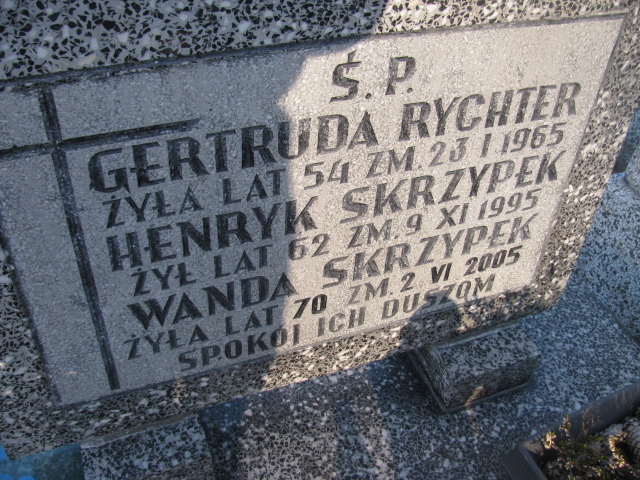 Ś. P.
GERTRUDA RYCHTER
ŻYŁA LAT 54 ZM. 23 I 1965
HENRYK SKRZYPEK
ŻYŁ LAT 62 ZM. 9 XI 1995
WANDA SKRZYPEK
ŻYŁA LAT 70 ZM. 2 VI 2005
SPOKÓJ ICH DUSZOM